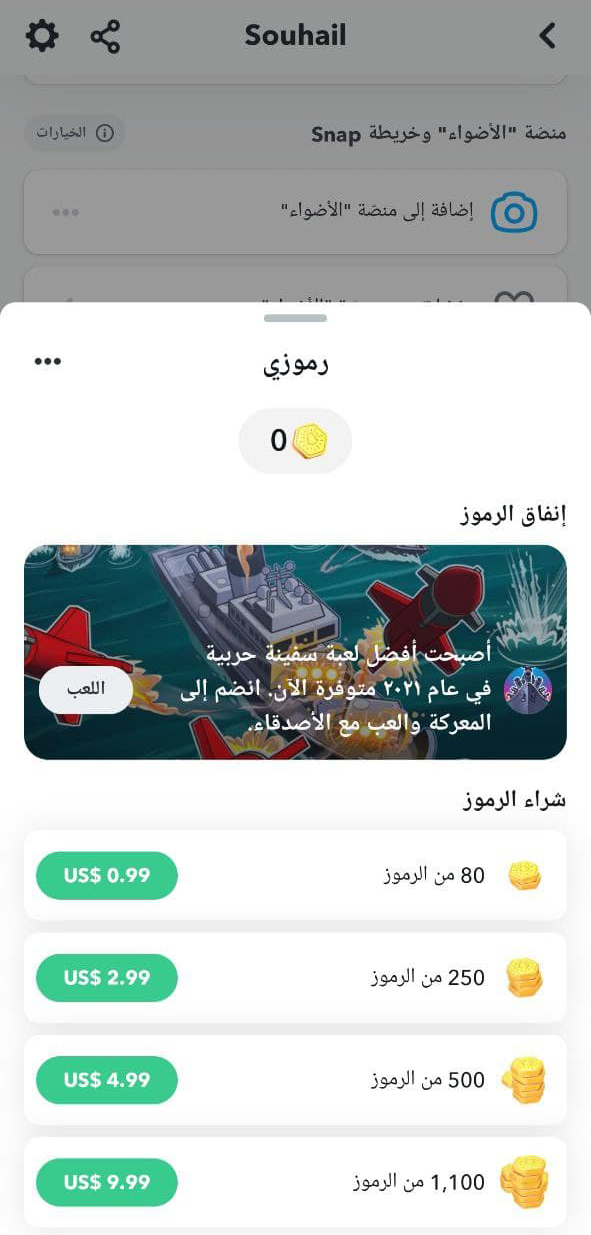 Souhail
منصة "الأضواء" وخريطة Snap
الخيارات
إضافة إلى منصّة "الأضواء"
رموزي
0
إنفاق الرموز
أصبحت أفضل لعبة سفينة حربية
في عام ٢٠٢١ متوفرة الآن. انضم إلى
المعركة والعب مع الأصدقاء.
اللعب
شراء الرموز
80 من الرموز
US$ 0.99
250 من الرموز
US$ 2.99
500 من الرموز
US$ 4.99
1,100 من الرموز
US$ 9.99